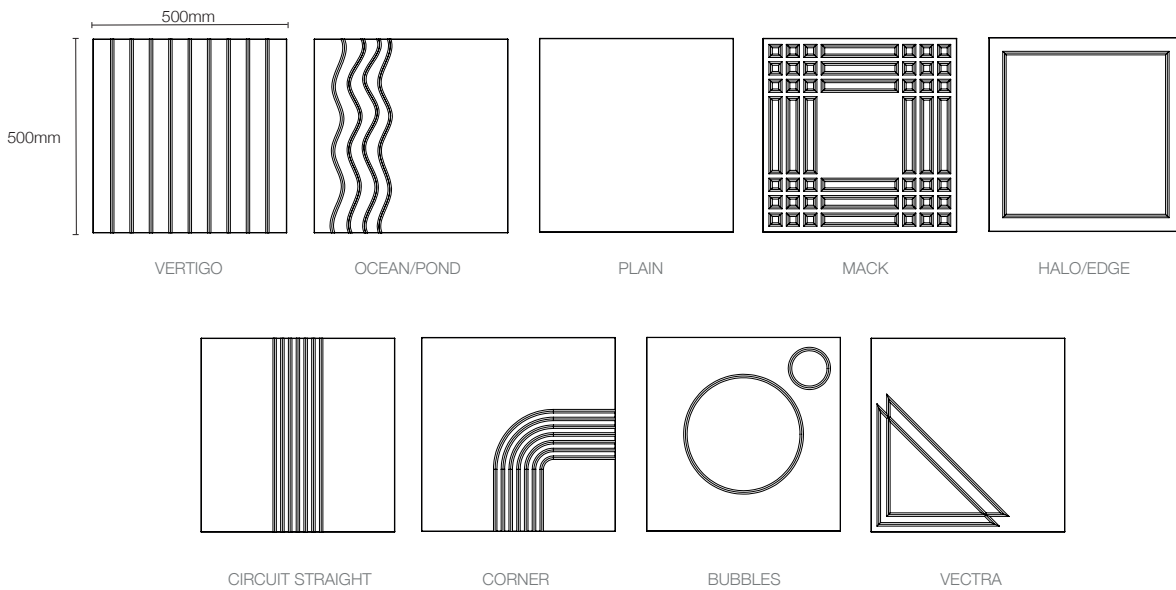 500mm
500mm
VERTIGO
OCEAN/POND
PLAIN
MACK
HALO/EDGE
CIRCUIT STRAIGHT
CORNER
BUBBLES
VECTRA